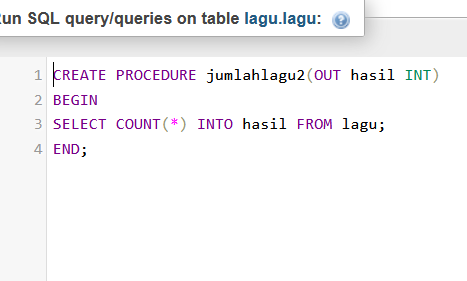 Run SQL query/queries on table lagu.lagu:
1 CREATE PROCEDURE jumlahlagu2(OUT hasil INT)
2 BEGIN
3 SELECT COUNT(*) INTO hasil FROM lagu;
4 END;